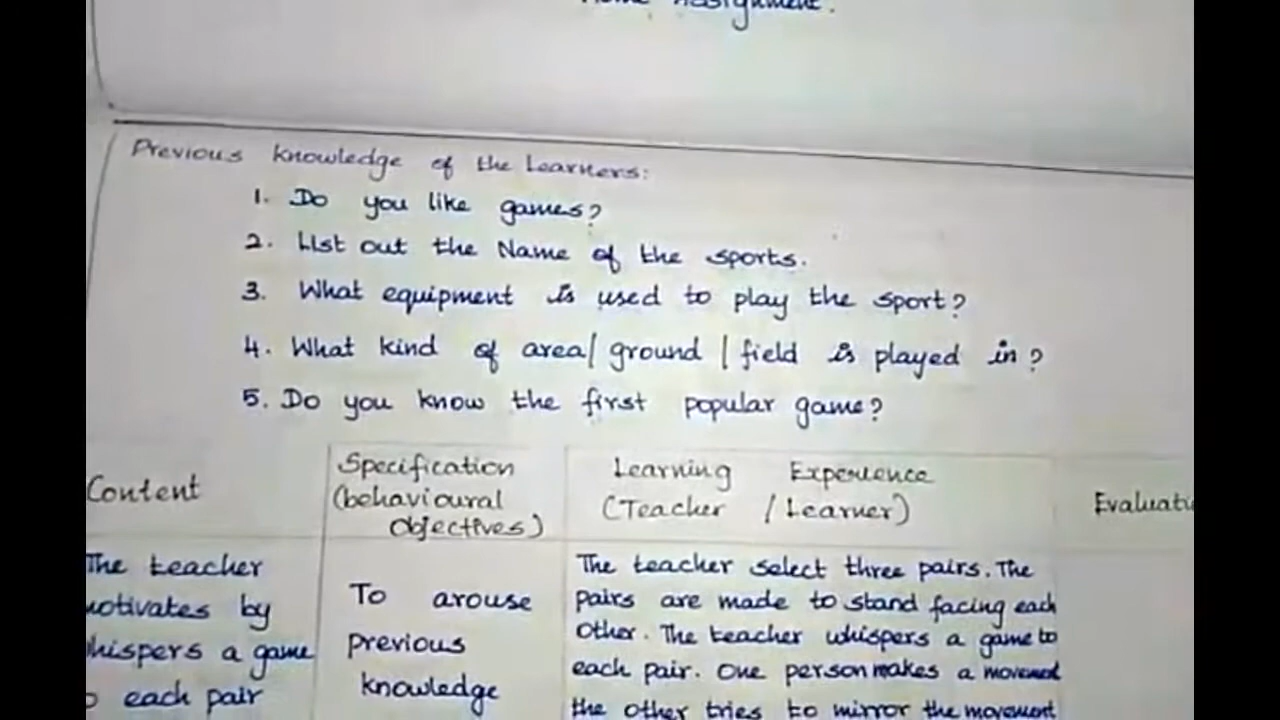 Home Assignment.
Previous knowledge of the Learners:
1. Do you like games?
2. List out the Name of the sports.
3. What equipment is used to play the sport?
4. What kind of area/ ground / field is played in?
5. Do you know the first popular game?
Content
Specification
(behavioural
objectives)
Learning Experience
(Teacher / Learner)
The teacher
motivates by
whispers a game
each pair
To arouse
previous
knowledge
The teacher select three pairs. The
pairs are made to stand facing each
other. The teacher whispers a game to
each pair. One person makes a movement
the other tries to mirror the movement